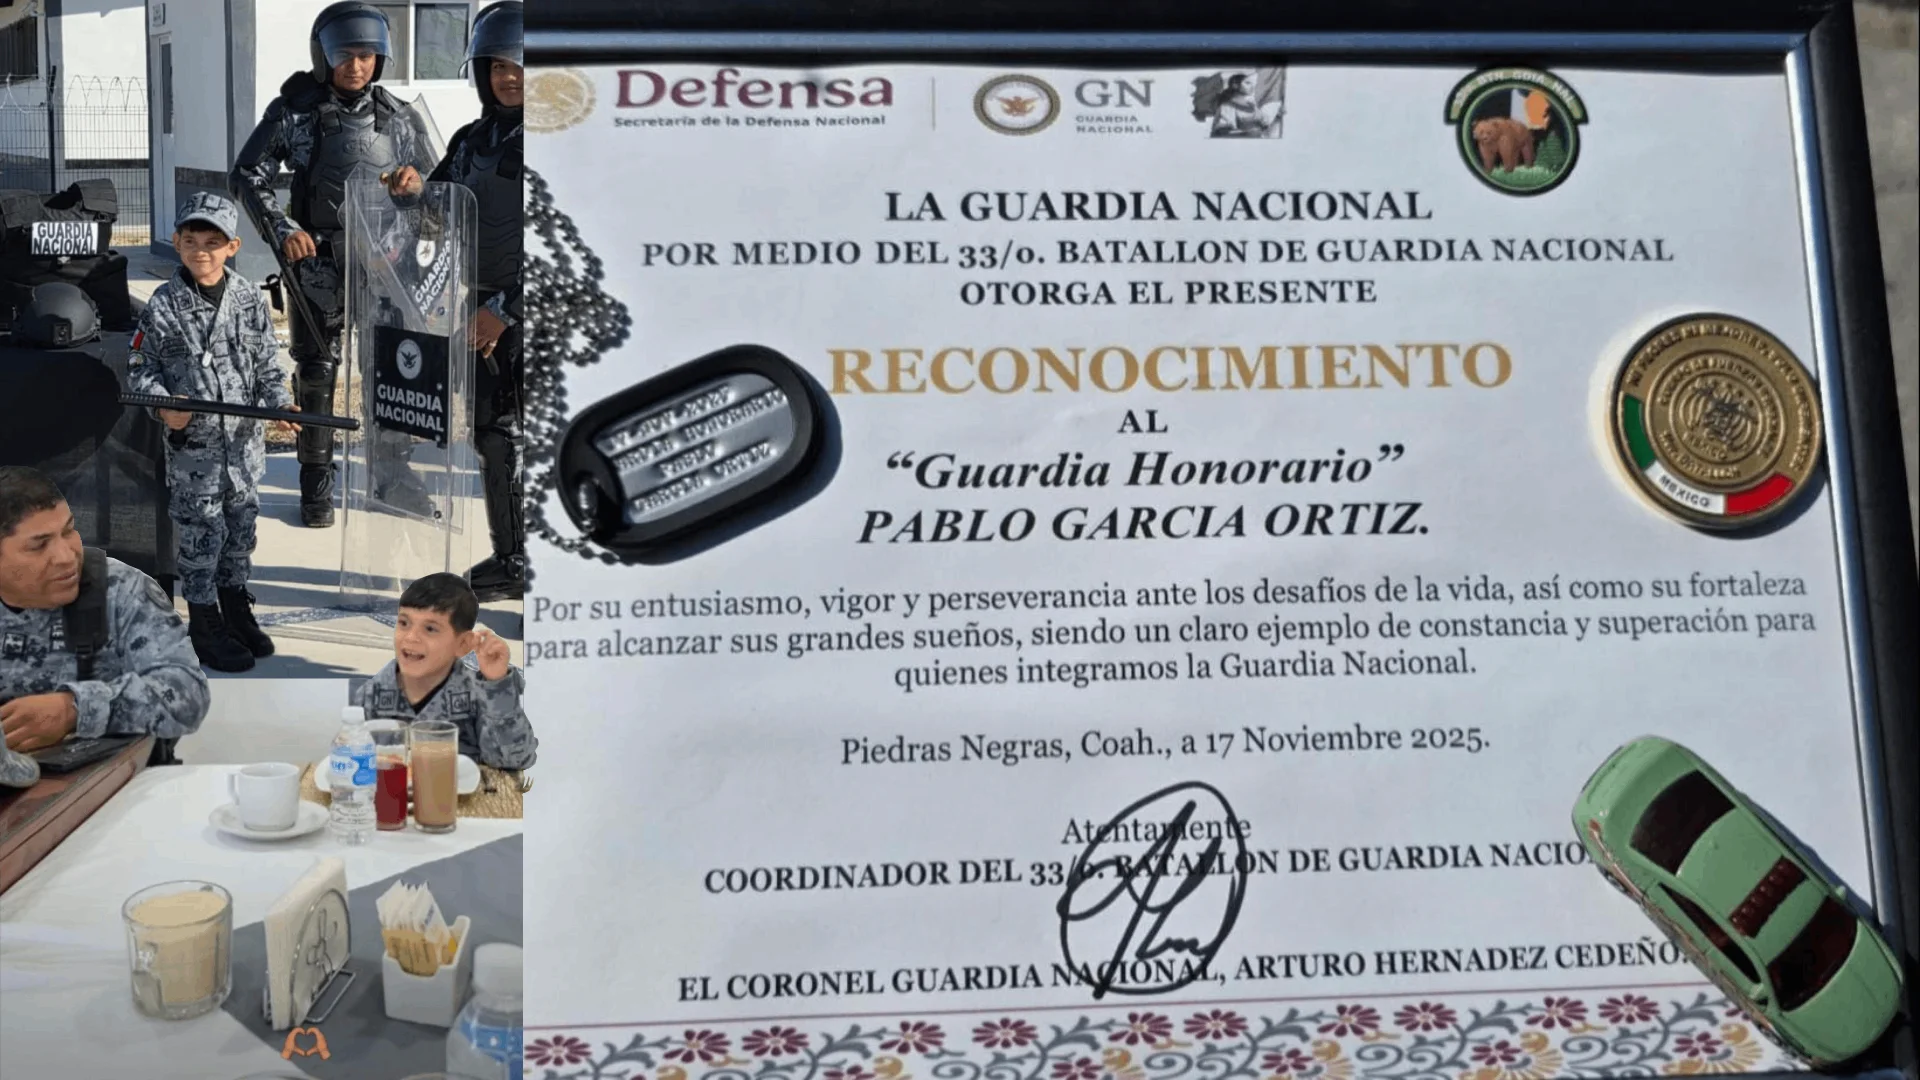 Defensa
Secretaría de la Defensa Nacional
GN
GUARDIA
NACIONAL
LA GUARDIA NACIONAL
POR MEDIO DEL 33/o. BATALLON DE GUARDIA NACIONAL
OTORGA EL PRESENTE
RECONOCIMIENTO
AL
“Guardia Honorario”
PABLO GARCIA ORTIZ.
Por su entusiasmo, vigor y perseverancia ante los desafíos de la vida, así como su fortaleza
para alcanzar sus grandes sueños, siendo un claro ejemplo de constancia y superación para
quienes integramos la Guardia Nacional.
Piedras Negras, Coah., a 17 Noviembre 2025.
Atentamente
COORDINADOR DEL 33/o. BATALLON DE GUARDIA NACIO
EL CORONEL GUARDIA NACIONAL, ARTURO HERNADEZ CEDEÑO.
MEXICO
GUARDIA
NACIONAL
GUARDIA
NACIONAL
GUARDIA
NACIONAL
GN
GN